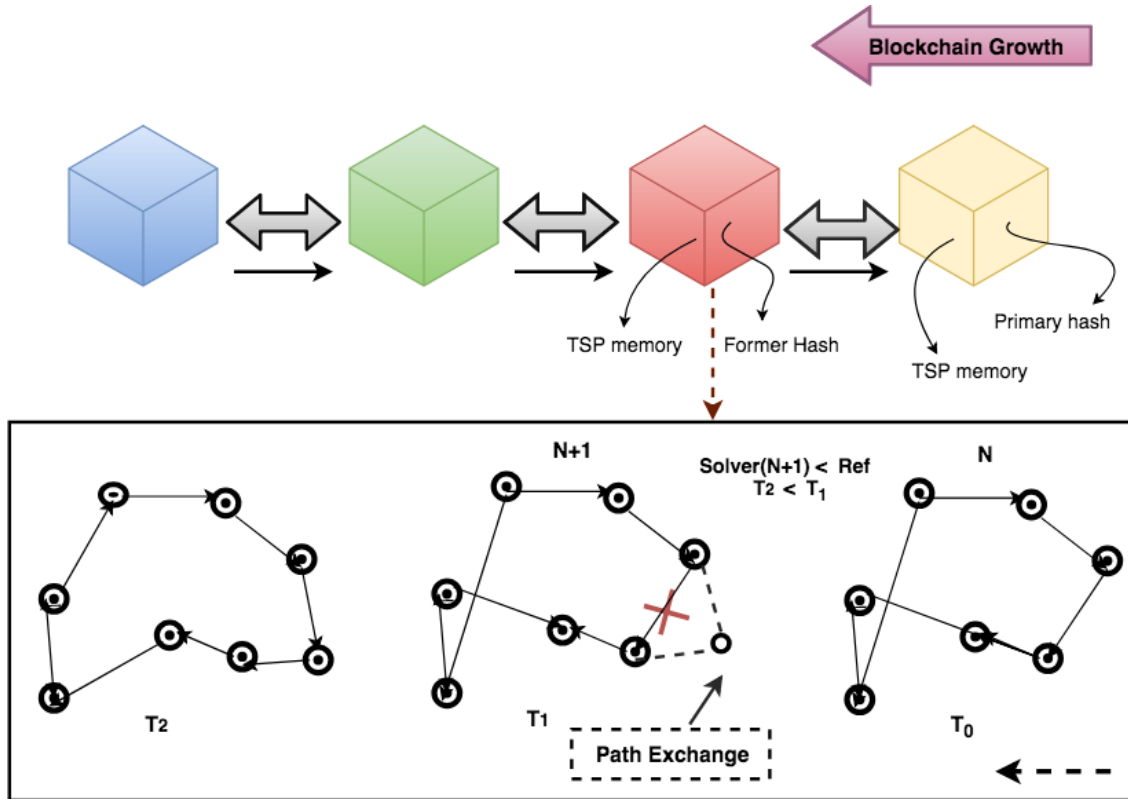 Blockchain Growth
TSP memory
Former Hash
Primary hash
TSP memory
N+1
Solver(N+1) < Ref
T2 < T1
N
T2
T1
Path Exchange
T0